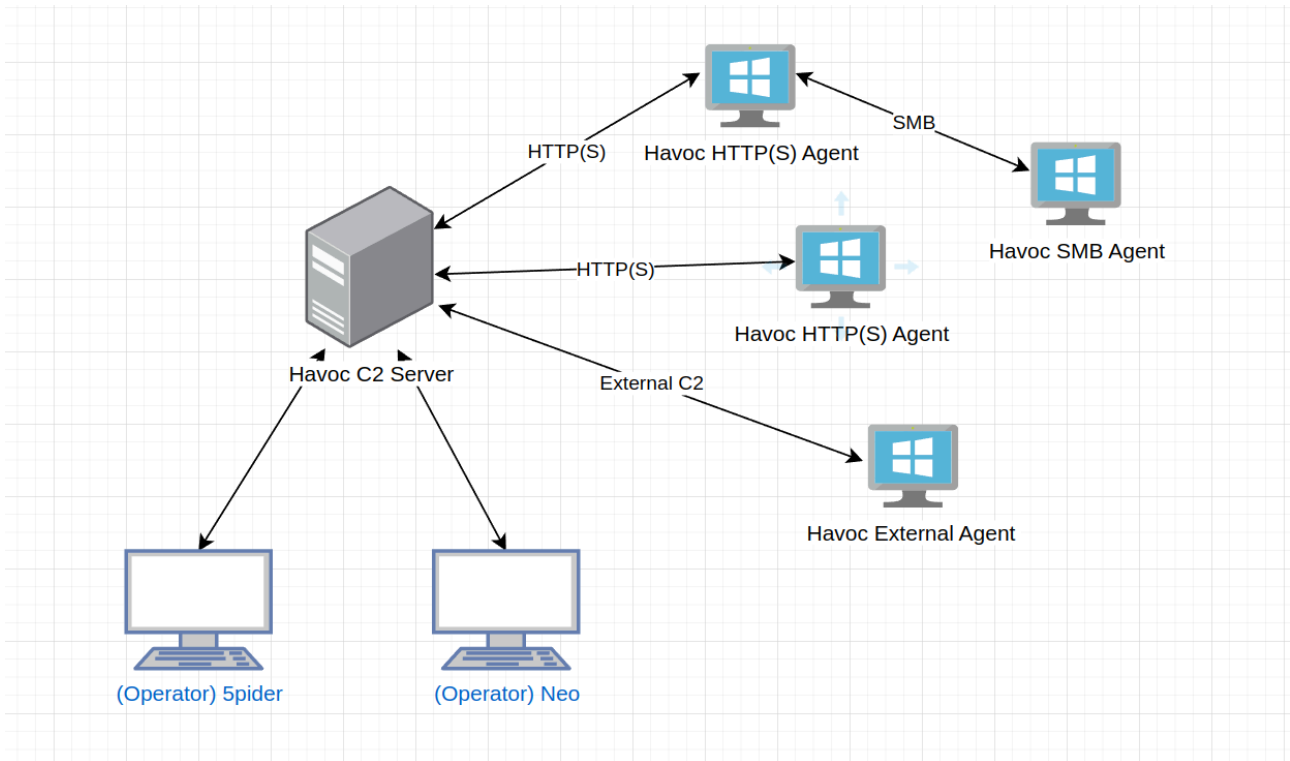 HTTP(S)
Havoc HTTP(S) Agent
SMB
Havoc SMB Agent
HTTP(S)
Havoc HTTP(S) Agent
Havoc C2 Server
External C2
Havoc External Agent
(Operator) 5pider
(Operator) Neo